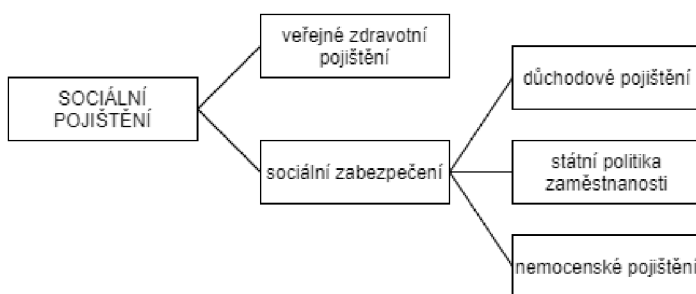 veřejné zdravotní
pojištění
SOCIÁLNÍ
POJIŠTĚNÍ
sociální zabezpečení
důchodové pojištění
státní politika
zaměstnanosti
nemocenské pojištění